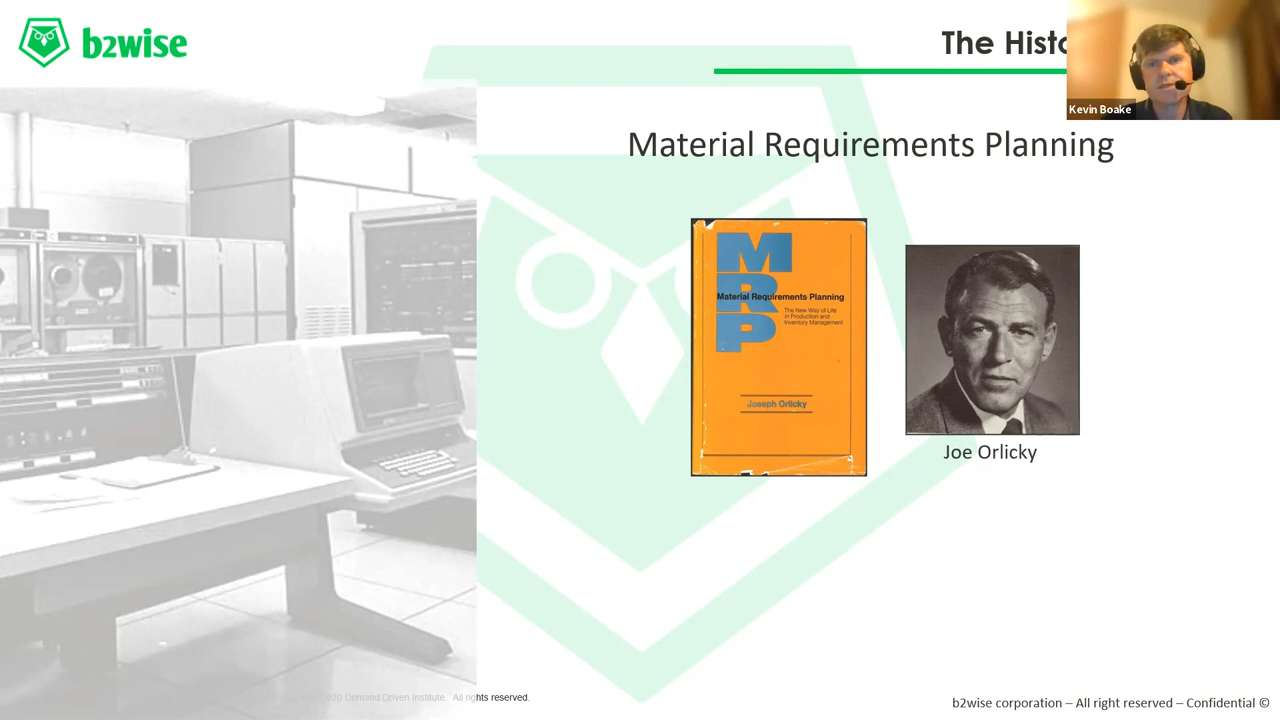 b2wise
The Histo
Kevin Boake
Material Requirements Planning
M
R
P
Material Requirements Planning
The New Way of Life
in Production and
Inventory Management
Joseph Orlicky
Joe Orlicky
2020 Demand Driven Institute. All rights reserved.
b2wise corporation – All right reserved – Confidential ©